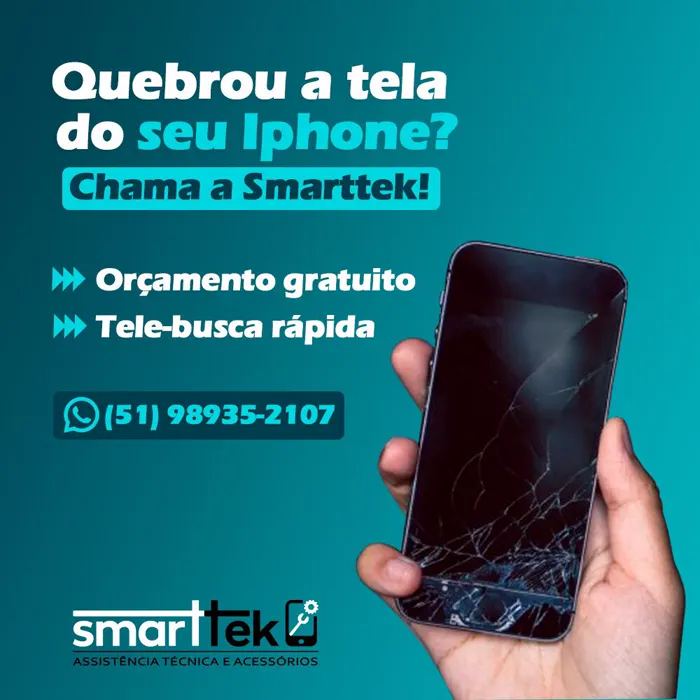 Quebrou a tela
do seu Iphone?
Chama a Smarttek!
Orçamento gratuito
Tele-busca rápida
(51) 98935-2107
smarttek
ASSISTÊNCIA TÉCNICA E ACESSÓRIOS